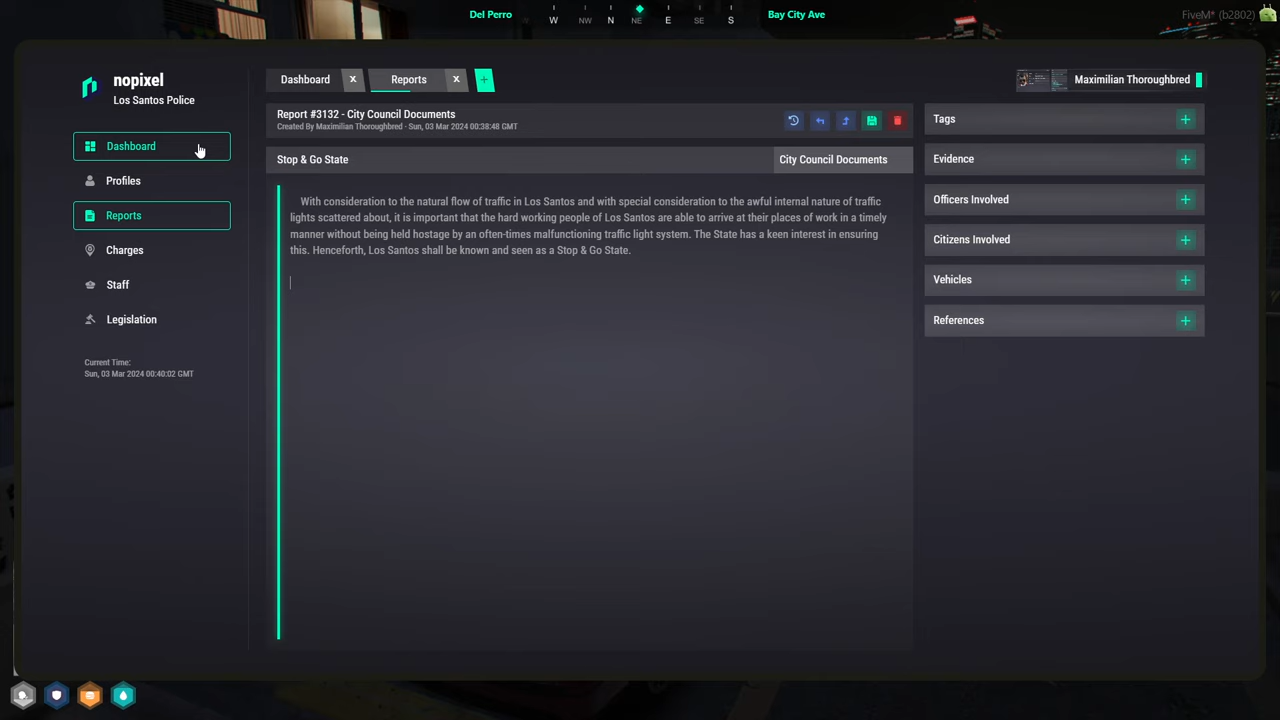 Del Perro
W NW N NE E SE S
Bay City Ave
FiveM* (b2802)
nopixel
Los Santos Police
Dashboard
Profiles
Reports
Charges
Staff
Legislation
Current Time:
Sun, 03 Mar 2024 00:40:02 GMT
Dashboard x Reports x +
Maximilian Thoroughbred
Report #3132 - City Council Documents
Created By Maximilian Thoroughbred · Sun, 03 Mar 2024 00:38:48 GMT
Stop & Go State
City Council Documents
With consideration to the natural flow of traffic in Los Santos and with special consideration to the awful internal nature of traffic
lights scattered about, it is important that the hard working people of Los Santos are able to arrive at their places of work in a timely
manner without being held hostage by an often-times malfunctioning traffic light system. The State has a keen interest in ensuring
this. Henceforth, Los Santos shall be known and seen as a Stop & Go State.
Tags +
Evidence +
Officers Involved +
Citizens Involved +
Vehicles +
References +